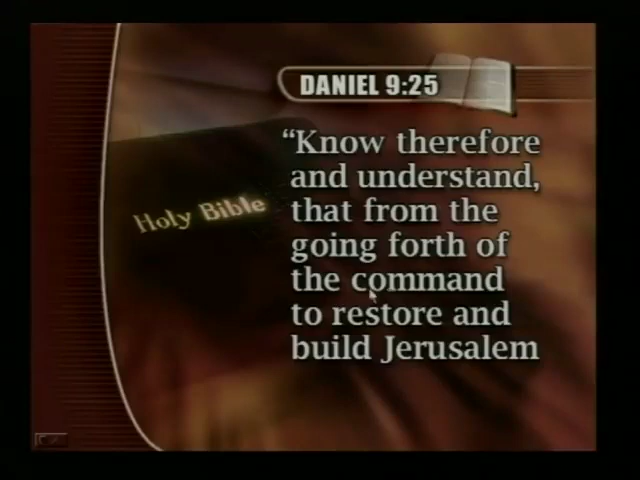 DANIEL 9:25
“Know therefore
and understand,
that from the
going forth of
the command
to restore and
build Jerusalem
Holy Bible